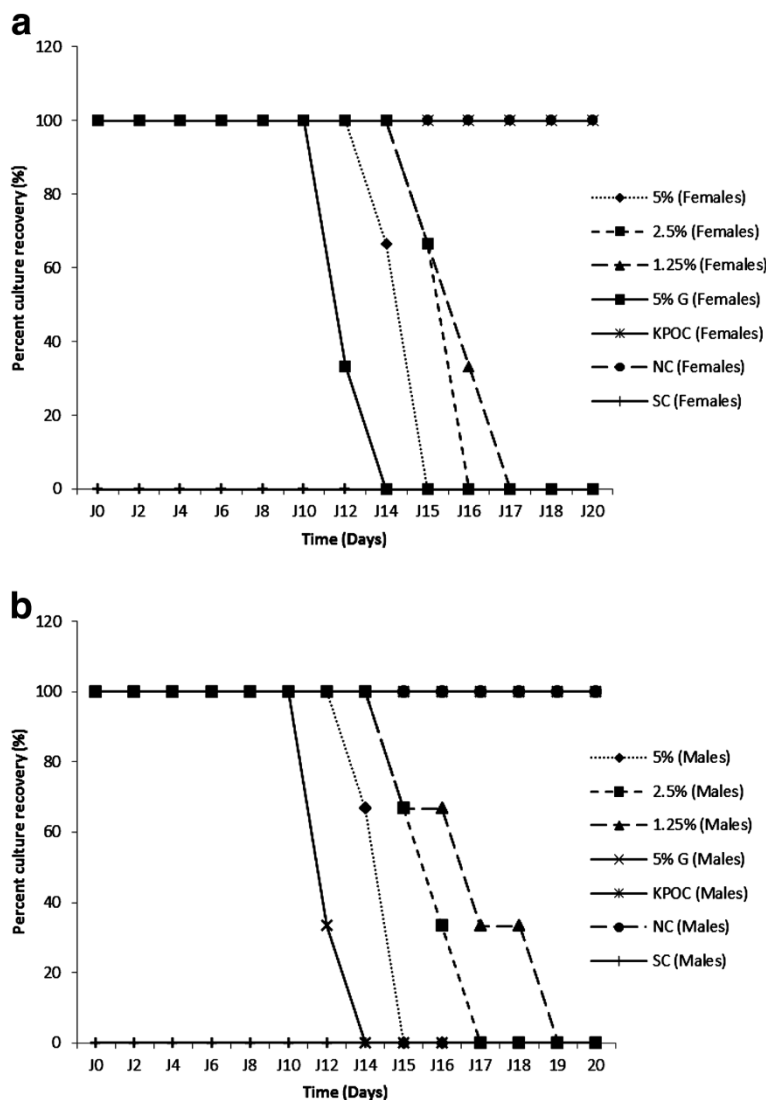 a
120
100
80
60
40
20
0
Percent culture recovery (%)
J0 J2 J4 J6 J8 J10 J12 J14 J15 J16 J17 J18 J20
Time (Days)
5% (Females)
2.5% (Females)
1.25% (Females)
5% G (Females)
KPOC (Females)
NC (Females)
SC (Females)
b
120
100
80
60
40
20
0
Percent culture recovery (%)
J0 J2 J4 J6 J8 J10 J12 J14 J15 J16 J17 J18 19 20
Time (Days)
5% (Males)
2.5% (Males)
1.25% (Males)
5% G (Males)
KPOC (Males)
NC (Males)
SC (Males)